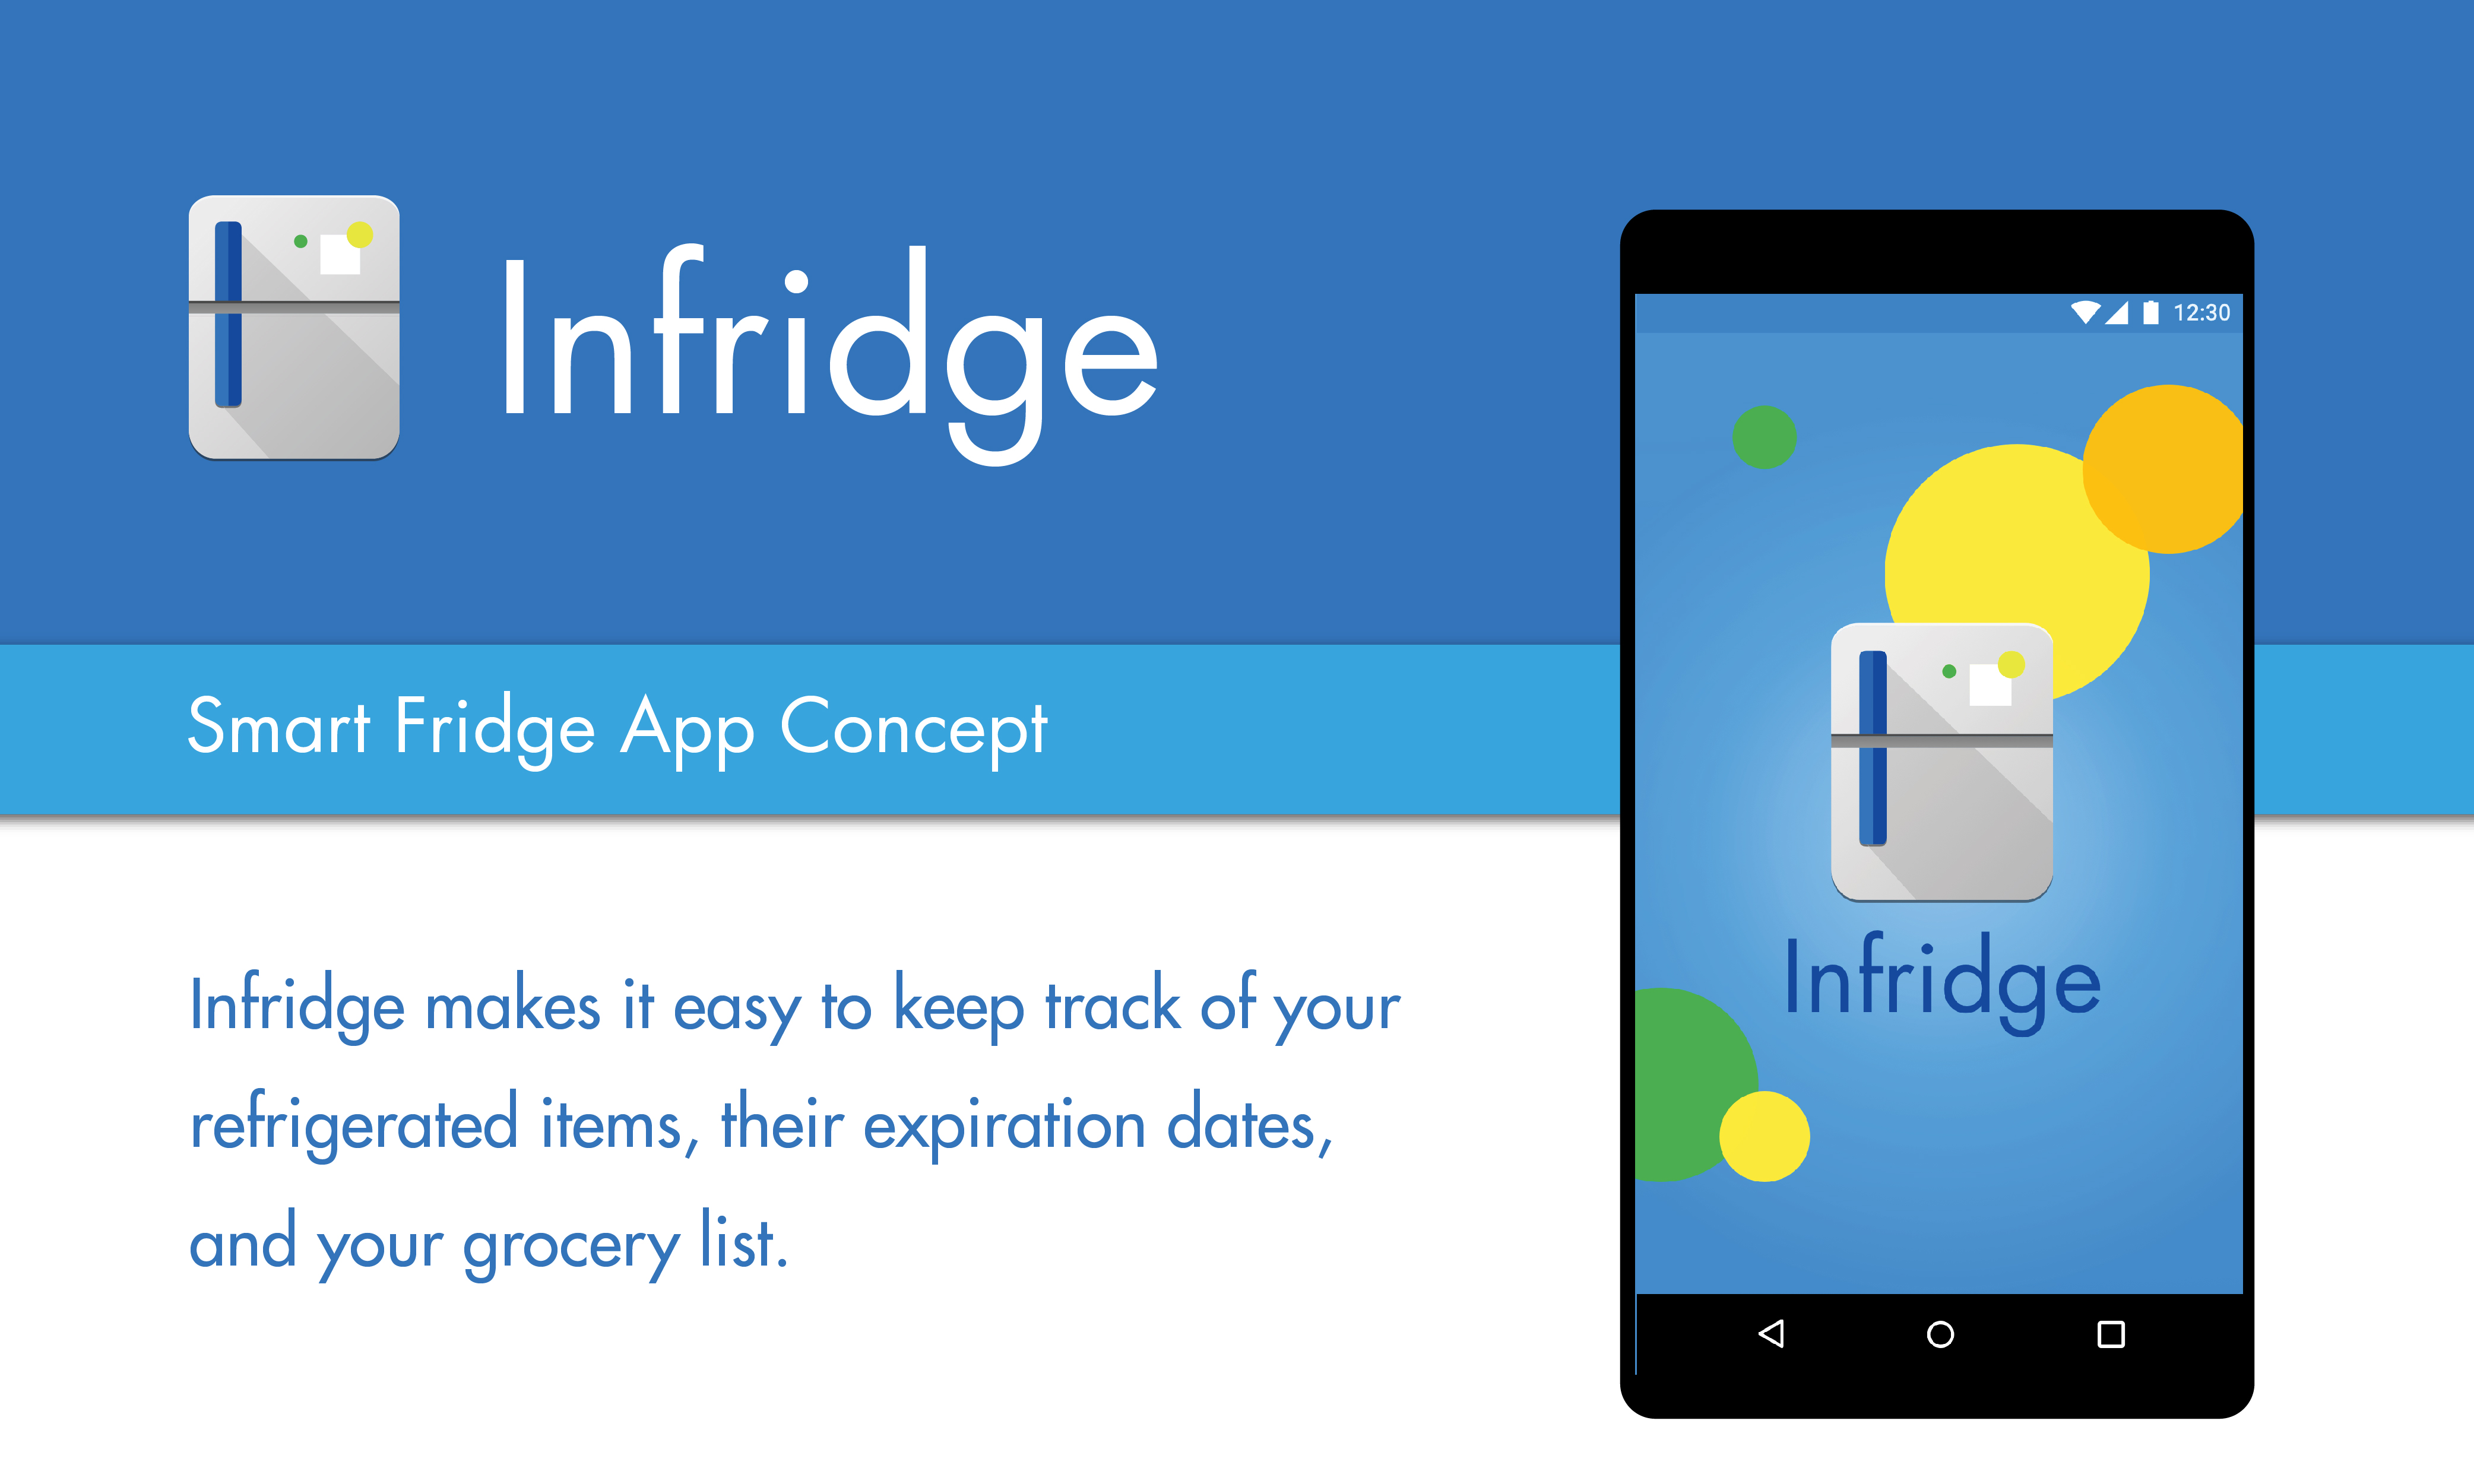 Infridge
Smart Fridge App Concept
Infridge makes it easy to keep track of your
refrigerated itens, their expiration dates,
and your grocery list.
12:30
Infridge